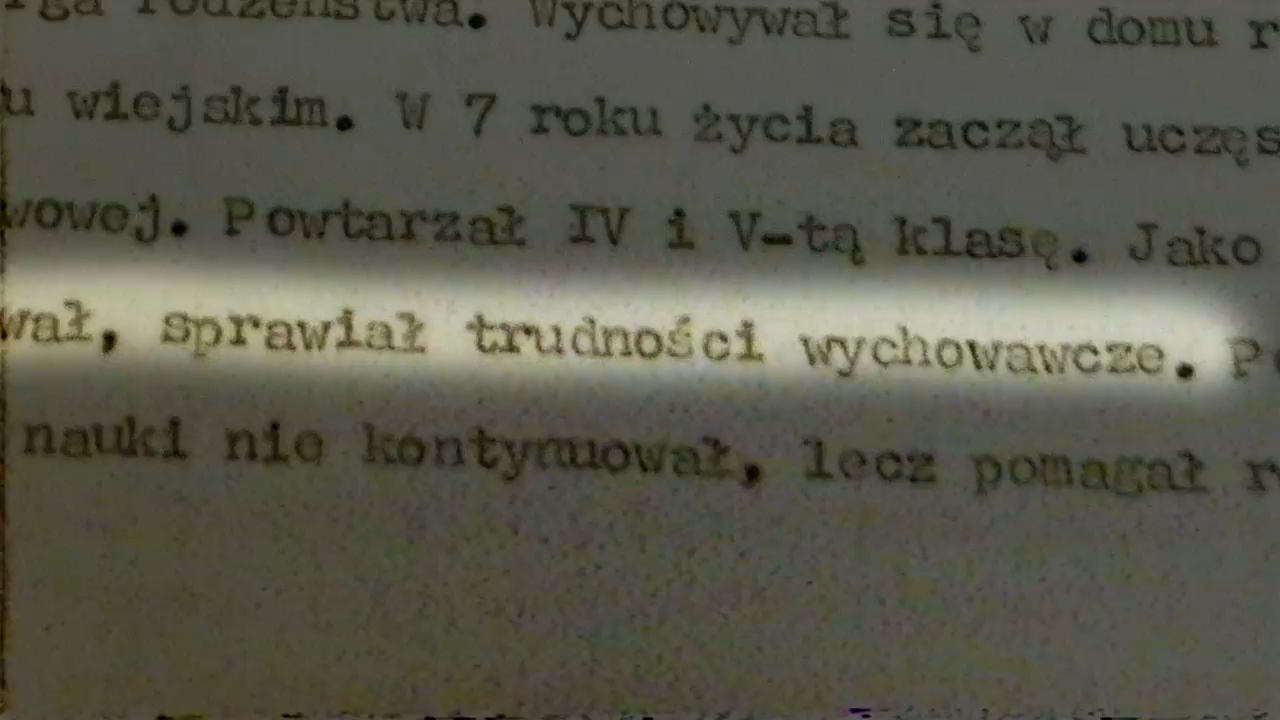 rodzeństwa. Wychowywał się w domu r
u wiejskim. W 7 roku życia zaczął uczęs
wowej. Powtarzał IV i V-tą klasę. Jako
wał, sprawiał trudności wychowawcze. P
nauki nie kontynuował, lecz pomagał r